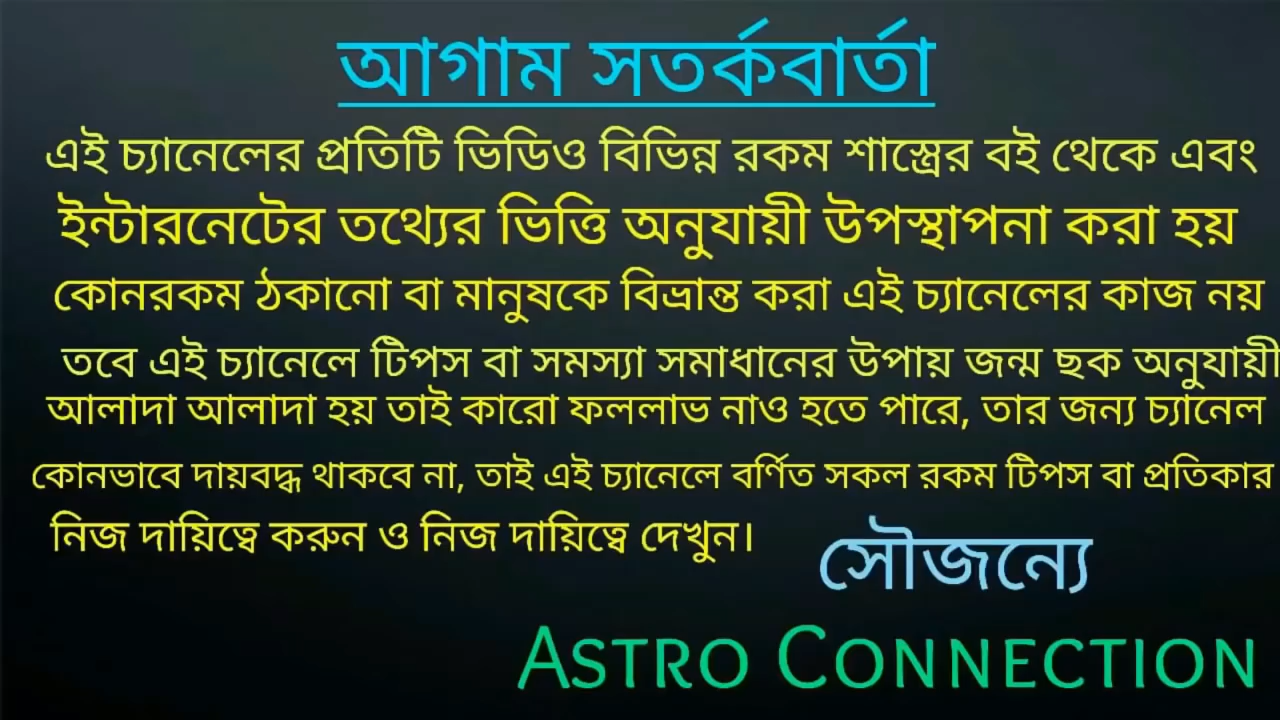 আগাম সতর্কবার্তা
এই চ্যানেলের প্রতিটি ভিডিও বিভিন্ন রকম শাস্ত্রের বই থেকে এবং
ইন্টারনেটের তথ্যের ভিত্তি অনুযায়ী উপস্থাপনা করা হয়
কোনরকম ঠকানো বা মানুষকে বিভ্রান্ত করা এই চ্যানেলের কাজ নয়
তবে এই চ্যানেলে টিপস বা সমস্যা সমাধানের উপায় জন্ম ছক অনুযায়ী
আলাদা আলাদা হয় তাই কারো ফললাভ নাও হতে পারে, তার জন্য চ্যানেল
কোনভাবে দায়বদ্ধ থাকবে না, তাই এই চ্যানেলে বর্ণিত সকল রকম টিপস বা প্রতিকার
নিজ দায়িত্বে করুন ও নিজ দায়িত্বে দেখুন।
সৌজন্যে
ASTRO CONNECTION